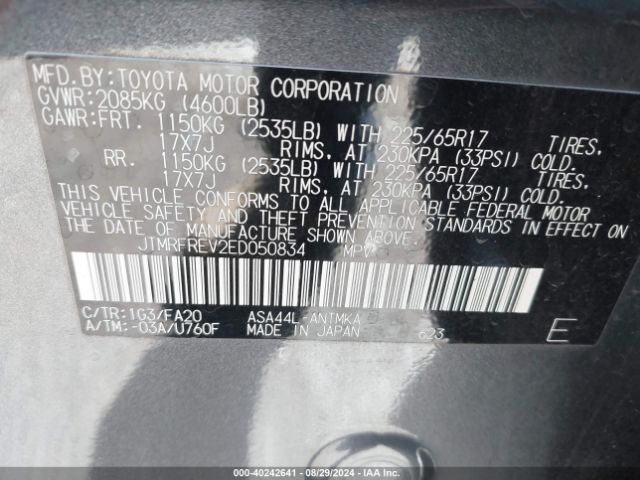 MFD.BY:TOYOTA MOTOR CORPORATION
GVWR:2085KG (4600LB)
GAWR:FRT. 1150KG (2535LB) WITH 225/65R17 TIRES,
17X7J RIMS, AT 230KPA (33PSI) COLD.
RR. 1150KG (2535LB) WITH 225/65R17 TIRES,
17X7J RIMS, AT 230KPA (33PSI) COLD.
THIS VEHICLE CONFORMS TO ALL APPLICABLE FEDERAL MOTOR
VEHICLE SAFETY AND THEFT PREVENTION STANDARDS IN EFFECT ON
THE DATE OF MANUFACTURE SHOWN ABOVE.
JTMRFREV2ED050834 MPV
C/TR:1G3/FA20 ASA44L-ANTMKA
A/TM:-03A/U760F MADE IN JAPAN 623 E
000-40242641 - 08/29/2024 - IAA Inc.